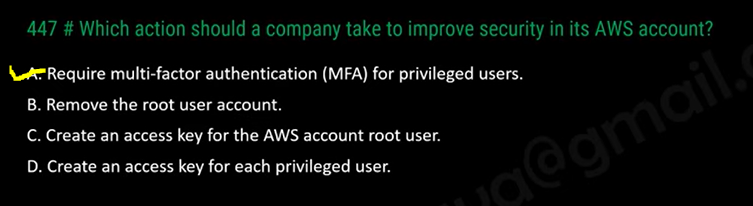 447 # Which action should a company take to improve security in its AWS account?
A. Require multi-factor authentication (MFA) for privileged users.
B. Remove the root user account.
C. Create an access key for the AWS account root user.
D. Create an access key for each privileged user.
@gmail.